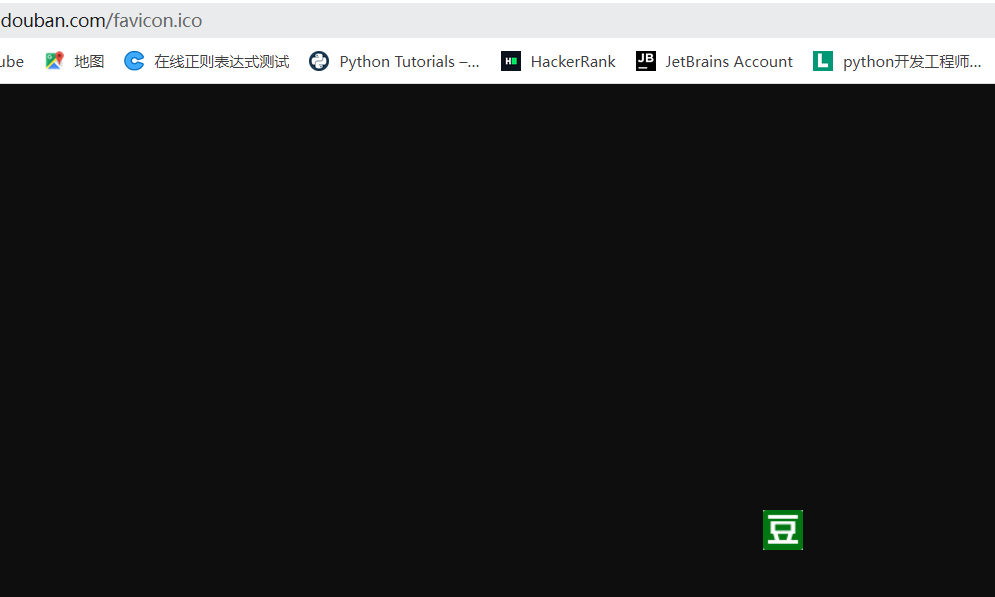 douban.com/favicon.ico
ube 地图 在线正则表达式测试 Python Tutorials –... HackerRank JB JetBrains Account L python开发工程师...
豆